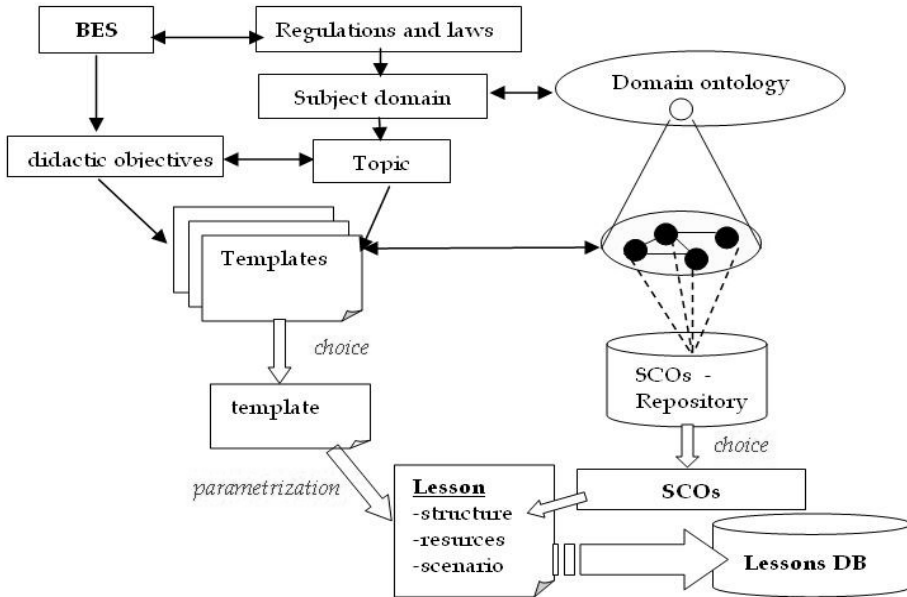 BES
Regulations and laws
Subject domain
Domain ontology
didactic objectives
Topic
Templates
choice
SCOs -
Repository
template
choice
parametrization
SCOs
Lesson
-structure
-resurces
-scenario
Lessons DB